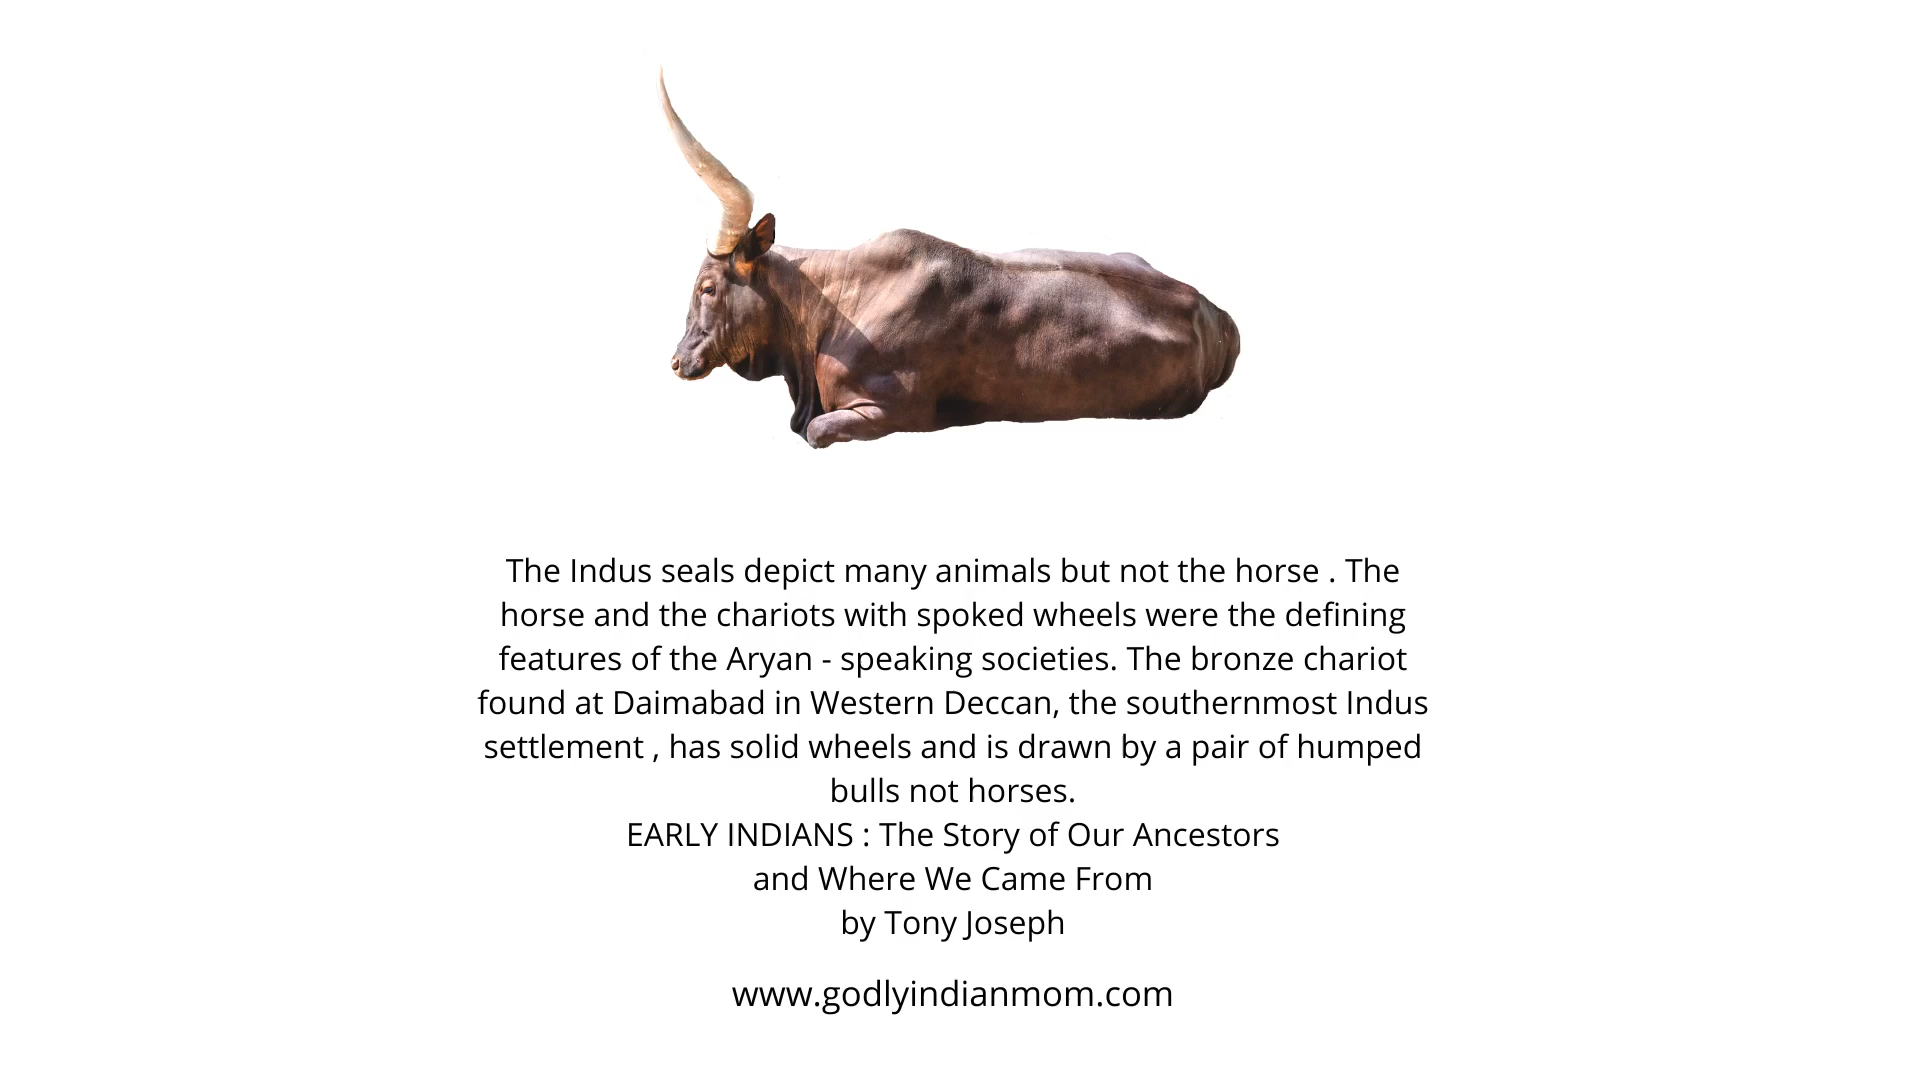 The Indus seals depict many animals but not the horse . The
horse and the chariots with spoked wheels were the defining
features of the Aryan - speaking societies. The bronze chariot
found at Daimabad in Western Deccan, the southernmost Indus
settlement , has solid wheels and is drawn by a pair of humped
bulls not horses.
EARLY INDIANS : The Story of Our Ancestors
and Where We Came From
by Tony Joseph
www.godlyindianmom.com